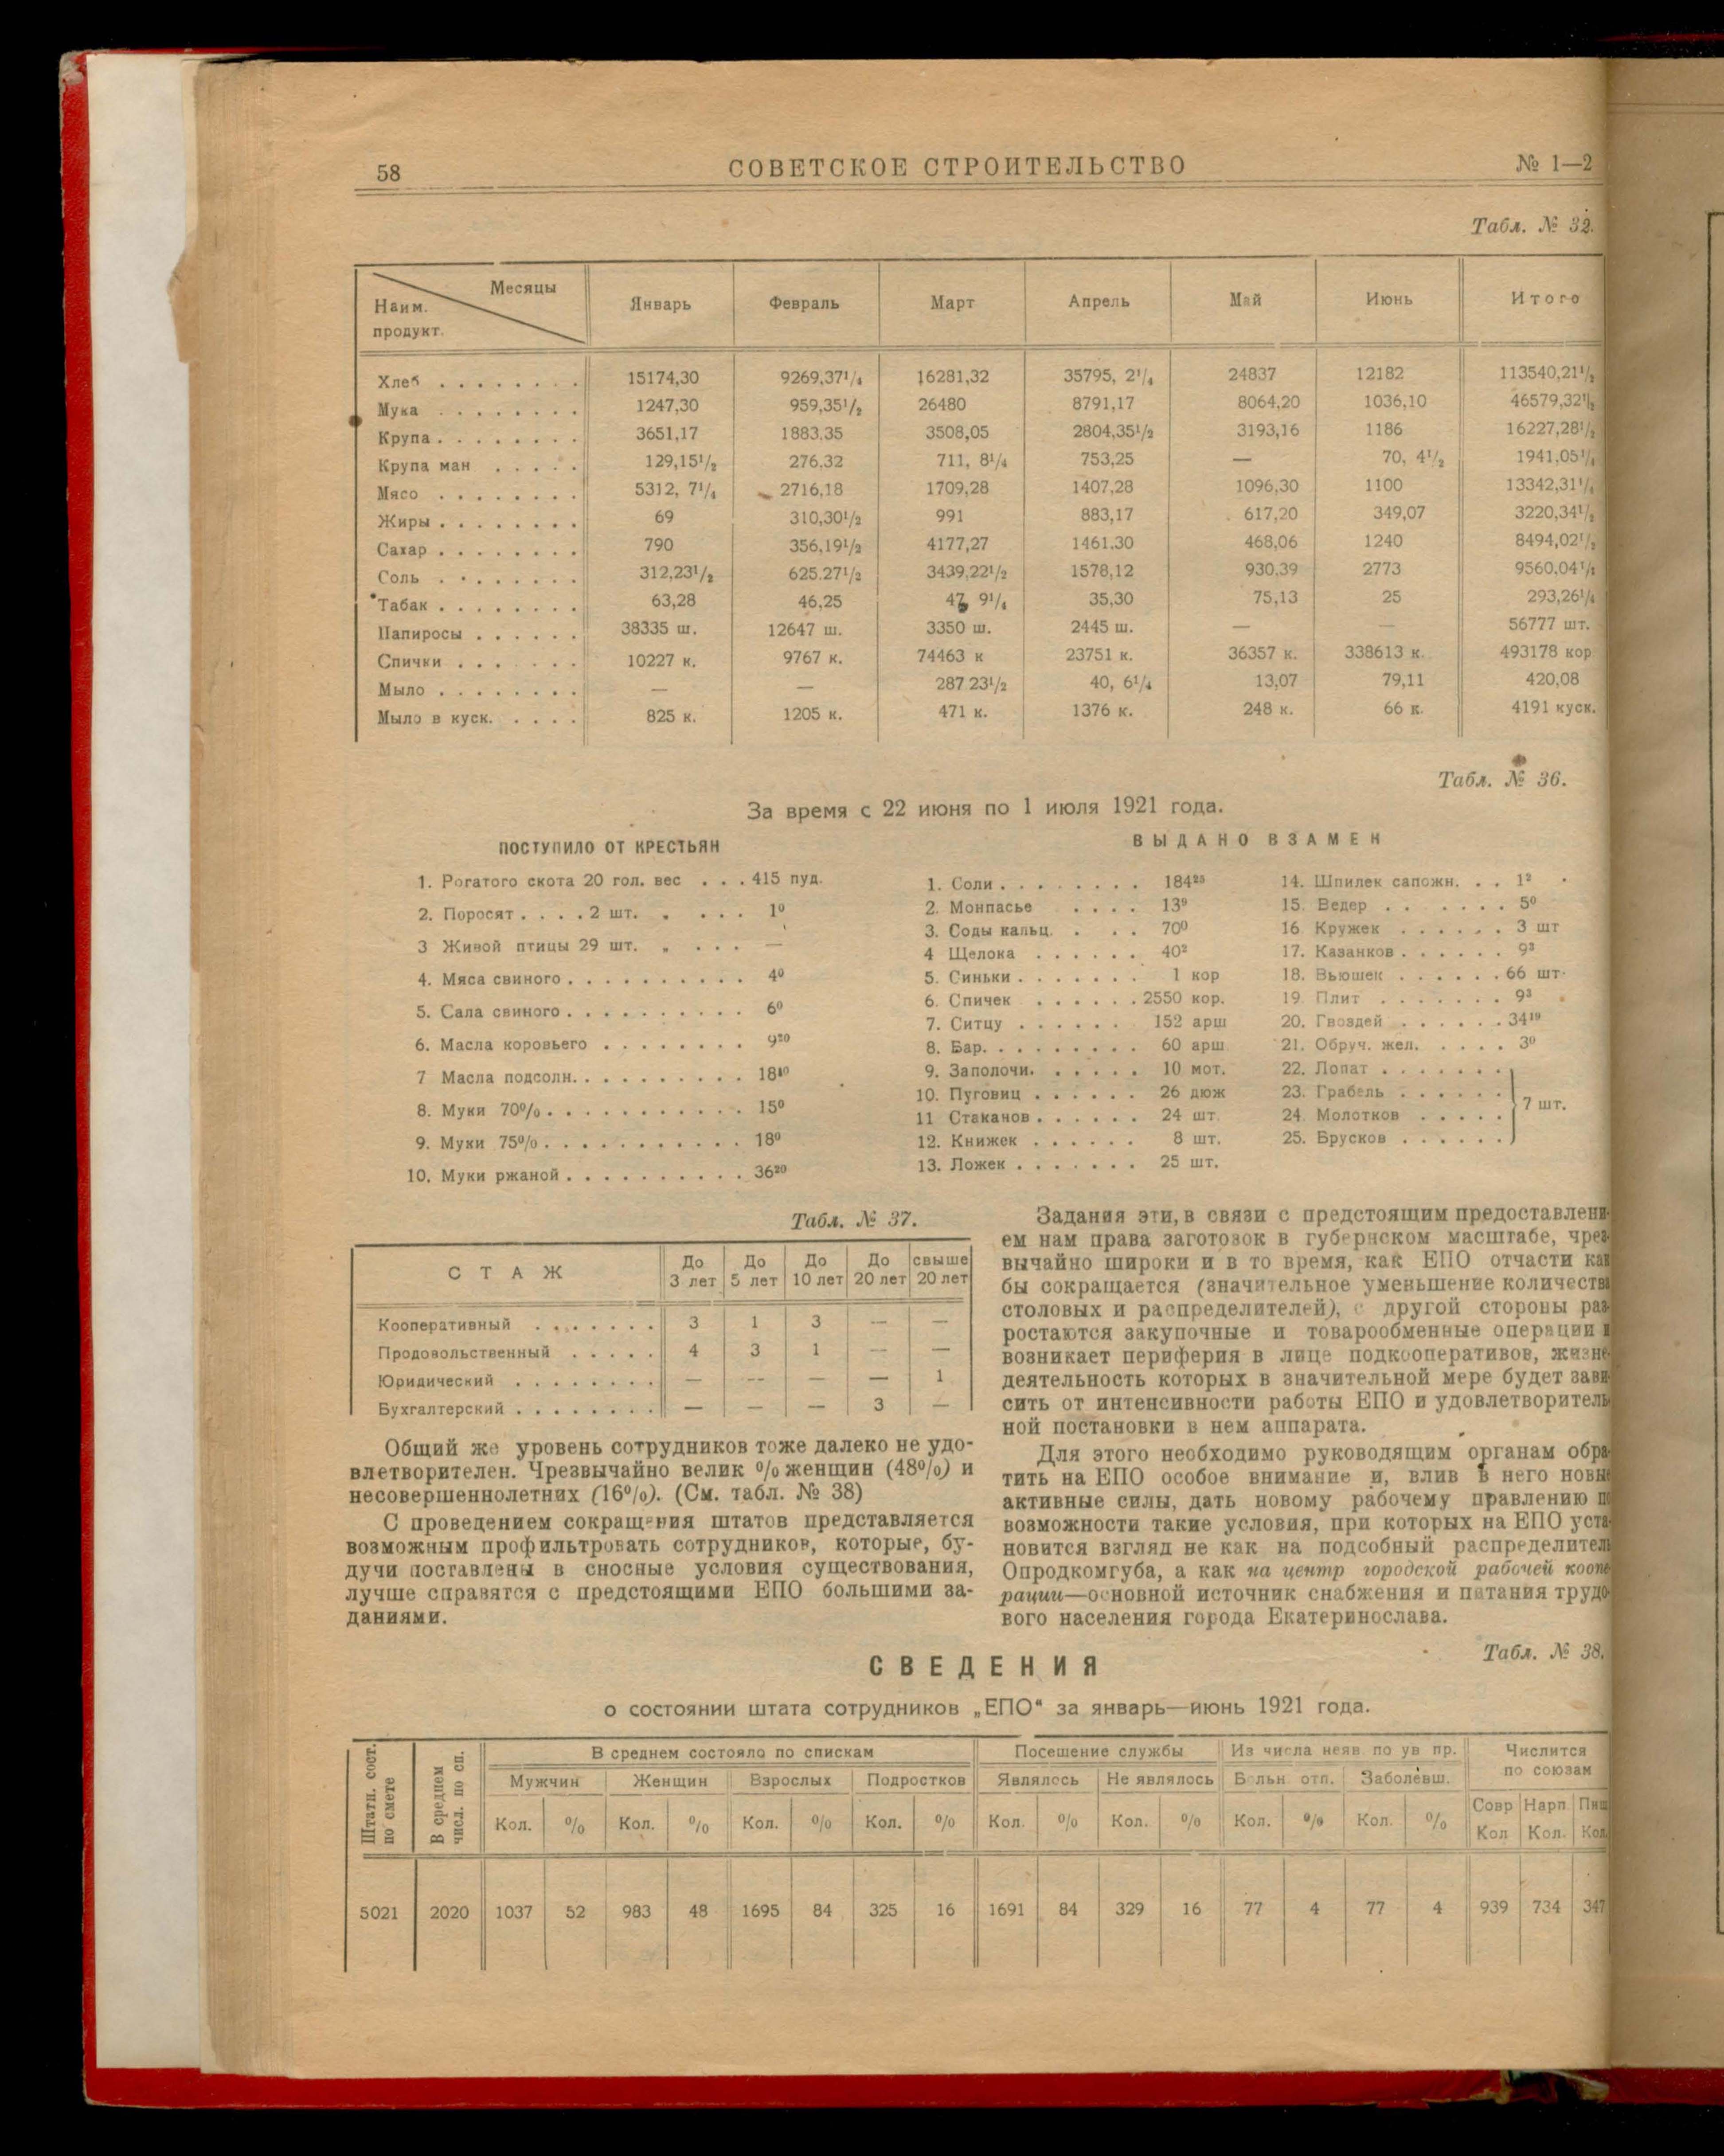 58
СОВЕТСКОЕ СТРОИТЕЛЬСТВО
№ 1—2
Табл. № 32.
Месяцы
Наим.
продукт.
Январь Февраль Март Апрель Май Июнь Итого
Хлеб 15174,30 9269,37¹/₄ 16281,32 35795, 2¹/₄ 24837 12182 113540,21¹/₂
Мука 1247,30 959,35¹/₂ 26480 8791,17 8064,20 1036,10 46579,32¹/₂
Крупа 3651,17 1883.35 3508,05 2804,35¹/₂ 3193,16 1186 16227,28¹/₂
Крупа ман 129,15¹/₂ 276.32 711, 8¹/₄ 753,25 — 70, 4¹/₂ 1941,05¹/₄
Мясо 5312, 7¹/₄ 2716,18 1709,28 1407,28 1096,30 1100 13342,31¹/₄
Жиры 69 310,30¹/₂ 991 883,17 617,20 349,07 3220,34¹/₂
Сахар 790 356,19¹/₂ 4177,27 1461.30 468,06 1240 8494,02¹/₂
Соль 312,23¹/₂ 625.27¹/₂ 3439,22¹/₂ 1578,12 930,39 2773 9560,04¹/₂
Табак 63,28 46,25 47, 9¹/₄ 35,30 75,13 25 293,26¹/₄
Папиросы 38335 ш. 12647 ш. 3350 ш. 2445 ш. — — 56777 шт.
Спички 10227 к. 9767 к. 74463 к 23751 к. 36357 к. 338613 к. 493178 кор
Мыло — — 287 23¹/₂ 40, 6¹/₄ 13,07 79,11 420,08
Мыло в куск. 825 к. 1205 к. 471 к. 1376 к. 248 к. 66 к. 4191 куск.
Табл. № 36.
За время с 22 июня по 1 июля 1921 года.
ПОСТУПИЛО ОТ КРЕСТЬЯН
1. Рогатого скота 20 гол. вес . . . 415 пуд.
2. Поросят . . . . 2 шт. „ . . . 1⁰
3 Живой птицы 29 шт. „ . . . —
4. Мяса свиного . . . . . . . . . . 4⁰
5. Сала свиного . . . . . . . . . . 6⁰
6. Масла коровьего . . . . . . . . 9²⁰
7 Масла подсолн. . . . . . . . . . 18¹⁰
8. Муки 70% . . . . . . . . . . . 15⁰
9. Муки 75% . . . . . . . . . . . 18⁰
10. Муки ржаной . . . . . . . . . . 36²⁰
ВЫДАНО ВЗАМЕН
1. Соли . . . . . . . . 184²⁵
2. Монпасье . . . . 13⁹
3. Соды кальц. . . . 70⁰
4 Щелока . . . . . . 40²
5. Синьки . . . . . . . 1 кор
6. Спичек . . . . . . 2550 кор.
7. Ситцу . . . . . . 152 арш
8. Бар. . . . . . . . . 60 арш
9. Заполочи. . . . . . 10 мот.
10. Пуговиц . . . . . . 26 дюж
11 Стаканов . . . . . . 24 шт.
12. Книжек . . . . . . 8 шт.
13. Ложек . . . . . . . 25 шт.
14. Шпилек сапожн. . . 1²
15. Ведер . . . . . . . 5⁰
16 Кружек . . . . . . 3 шт
17. Казанков . . . . . . 9³
18. Вьюшек . . . . . . 66 шт.
19. Плит . . . . . . . 9³
20. Гвоздей . . . . . . 34¹⁹
21. Обруч. жел. . . . . 3⁰
22. Лопат . . . . . . .
23. Грабель . . . . . .
24. Молотков . . . . .
25. Брусков . . . . . .
7 шт.
Табл. № 37.
СТАЖ До 3 лет До 5 лет До 10 лет До 20 лет свыше 20 лет
Кооперативный 3 1 3 — —
Продовольственный 4 3 1 — —
Юридический — -- — — 1
Бухгалтерский — — — 3 —
Общий же уровень сотрудников тоже далеко не удо-
влетворителен. Чрезвычайно велик % женщин (48%) и
несовершеннолетних (16%). (См. табл. № 38)
С проведением сокращения штатов представляется
возможным профильтровать сотрудников, которые, бу-
дучи поставлены в сносные условия существования,
лучше справятся с предстоящими ЕПО большими за-
даниями.
Задания эти, в связи с предстоящим предоставлени-
ем нам права заготовок в губернском масштабе, чрез-
вычайно широки и в то время, как ЕПО отчасти как
бы сокращается (значительное уменьшение количества
столовых и распределителей), с другой стороны раз-
ростаются закупочные и товарообменные операции и
возникает периферия в лице подкооперативов, жизне-
деятельность которых в значительной мере будет зави-
сить от интенсивности работы ЕПО и удовлетворитель-
ной постановки в нем аппарата.
Для этого необходимо руководящим органам обра-
тить на ЕПО особое внимание и, влив в него новые
активные силы, дать новому рабочему правлению по
возможности такие условия, при которых на ЕПО уста-
новится взгляд не как на подсобный распределитель
Опродкомгуба, а как на центр городской рабочей коопе-
рации—основной источник снабжения и питания трудо-
вого населения города Екатеринослава.
Табл. № 38.
СВЕДЕНИЯ
о состоянии штата сотрудников „ЕПО“ за январь—июнь 1921 года.
Штатн. сост. по смете
В среднем числ. по сп.
В среднем состояло по спискам
Посещение службы
Из числа неяв. по ув пр.
Числится по союзам
Мужчин Женщин Взрослых Подростков Являлось Не являлось Больн отп. Заболевш.
Совр Нарп. Пищ
Кол. % Кол. % Кол. % Кол. % Кол. % Кол. % Кол. % Кол. % Кол Кол. Кол.
5021 2020 1037 52 983 48 1695 84 325 16 1691 84 329 16 77 4 77 4 939 734 347